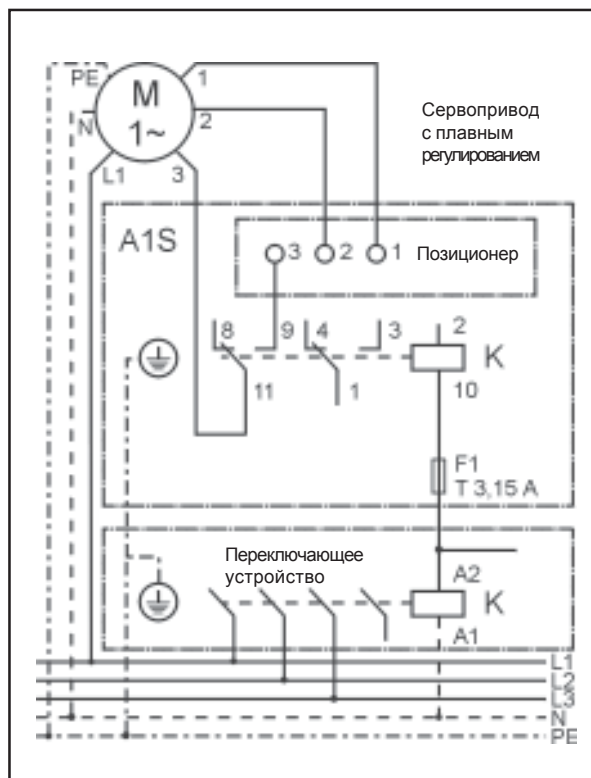 PE
1
M
1~
N
2
L1
3
Сервопривод
с плавным
регулированием
A1S
3
2
1
Позиционер
8
9
4
3
2
K
11
1
10
F1
T 3,15 A
Переключающее
устройство
A2
K
A1
L1
L2
L3
N
PE